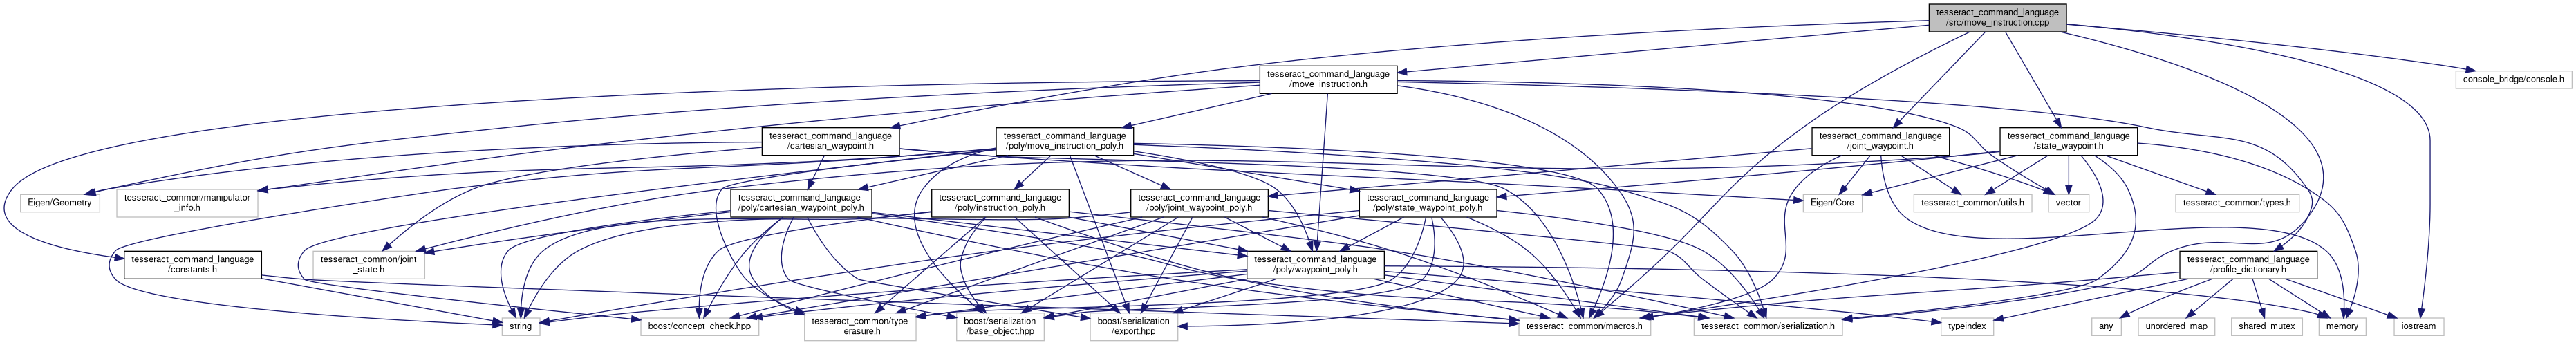 tesseract_command_language
/src/move_instruction.cpp
tesseract_command_language
/move_instruction.h
console_bridge/console.h
tesseract_command_language
/cartesian_waypoint.h
tesseract_command_language
/poly/move_instruction_poly.h
tesseract_command_language
/joint_waypoint.h
tesseract_command_language
/state_waypoint.h
Eigen/Geometry
tesseract_common/manipulator
_info.h
tesseract_command_language
/poly/cartesian_waypoint_poly.h
tesseract_command_language
/poly/instruction_poly.h
tesseract_command_language
/poly/joint_waypoint_poly.h
tesseract_command_language
/poly/state_waypoint_poly.h
Eigen/Core
tesseract_common/utils.h
vector
tesseract_common/types.h
tesseract_command_language
/constants.h
tesseract_common/joint
_state.h
tesseract_command_language
/poly/waypoint_poly.h
tesseract_command_language
/profile_dictionary.h
string
boost/concept_check.hpp
tesseract_common/type
_erasure.h
boost/serialization
/base_object.hpp
boost/serialization
/export.hpp
tesseract_common/macros.h
tesseract_common/serialization.h
typeindex
any
unordered_map
shared_mutex
memory
iostream